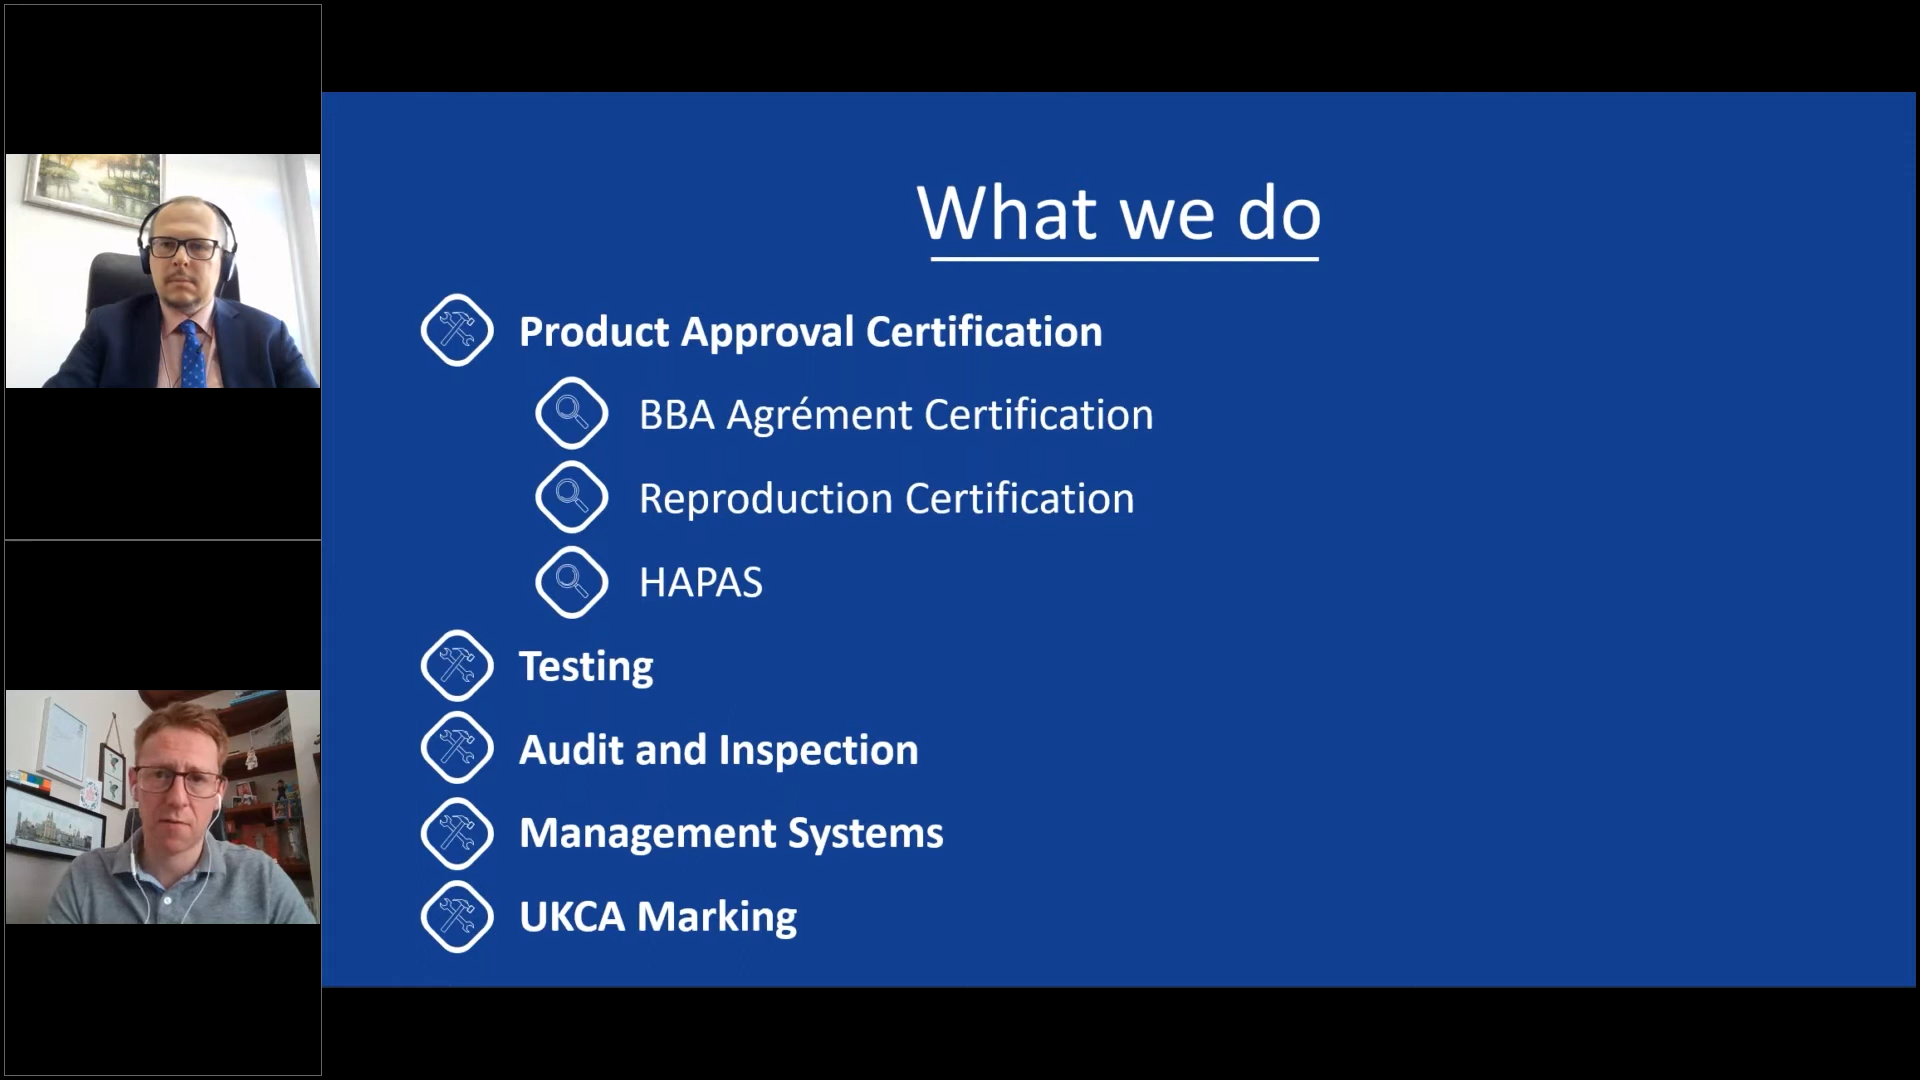 What we do
Product Approval Certification
BBA Agrément Certification
Reproduction Certification
HAPAS
Testing
Audit and Inspection
Management Systems
UKCA Marking